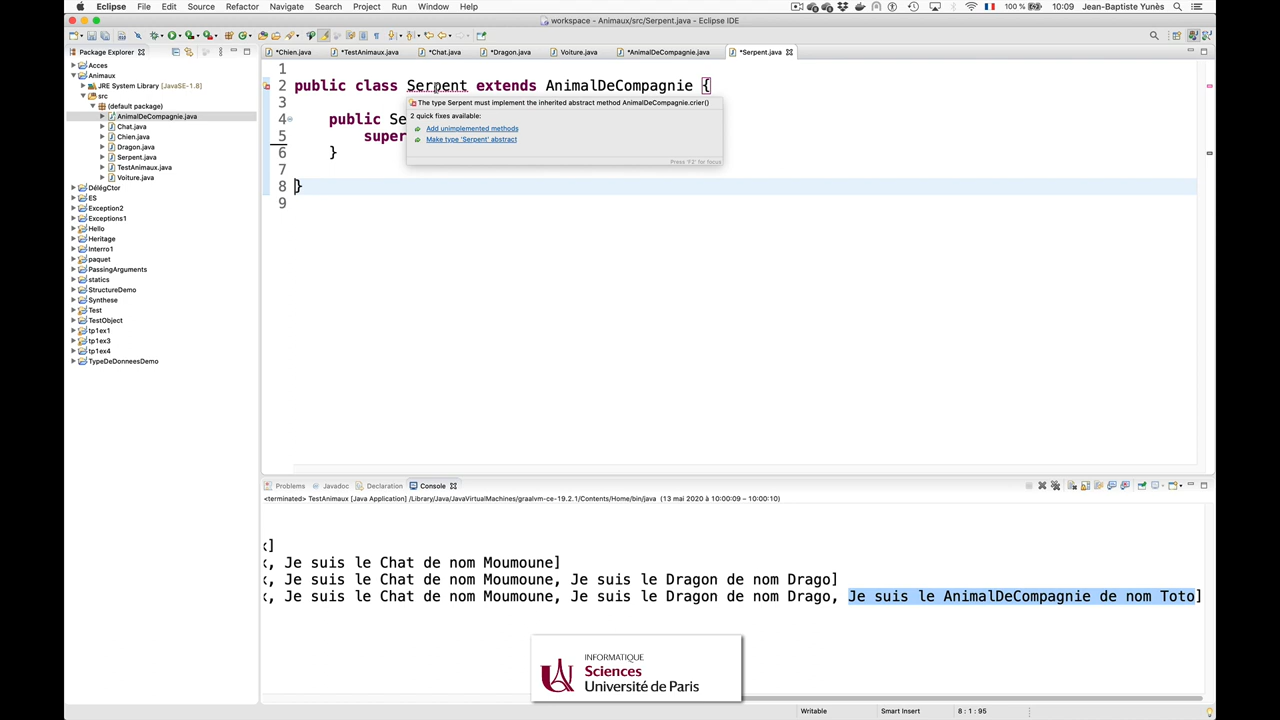 Eclipse File Edit Source Refactor Navigate Search Project Run Window Help 100 % 10:09 Jean-Baptiste Yunès
workspace - Animaux/src/Serpent.java - Eclipse IDE
Package Explorer
*Chien.java *TestAnimaux.java *Chat.java *Dragon.java Voiture.java *AnimalDeCompagnie.java *Serpent.java
Acces
Animaux
JRE System Library [JavaSE-1.8]
src
(default package)
AnimalDeCompagnie.java
Chat.java
Chien.java
Dragon.java
Serpent.java
TestAnimaux.java
Voiture.java
DélégCtor
ES
Exception2
Exceptions1
Hello
Heritage
Interro1
paquet
PassingArguments
statics
StructureDemo
Synthese
Test
TestObject
tp1ex1
tp1ex3
tp1ex4
TypeDeDonneesDemo
1
2 public class Serpent extends AnimalDeCompagnie {
3
4 public Se
5 super
6 }
7
8 }
9
The type Serpent must implement the inherited abstract method AnimalDeCompagnie.crier()
2 quick fixes available:
Add unimplemented methods
Make type 'Serpent' abstract
Press 'F2' for focus
Problems Javadoc Declaration Console
<terminated> TestAnimaux [Java Application] /Library/Java/JavaVirtualMachines/graalvm-ce-19.2.1/Contents/Home/bin/java (13 mai 2020 à 10:00:09 – 10:00:10)
x]
x, Je suis le Chat de nom Moumoune]
x, Je suis le Chat de nom Moumoune, Je suis le Dragon de nom Drago]
x, Je suis le Chat de nom Moumoune, Je suis le Dragon de nom Drago, Je suis le AnimalDeCompagnie de nom Toto]
INFORMATIQUE
Sciences
Université de Paris
Writable Smart Insert 8 : 1 : 95